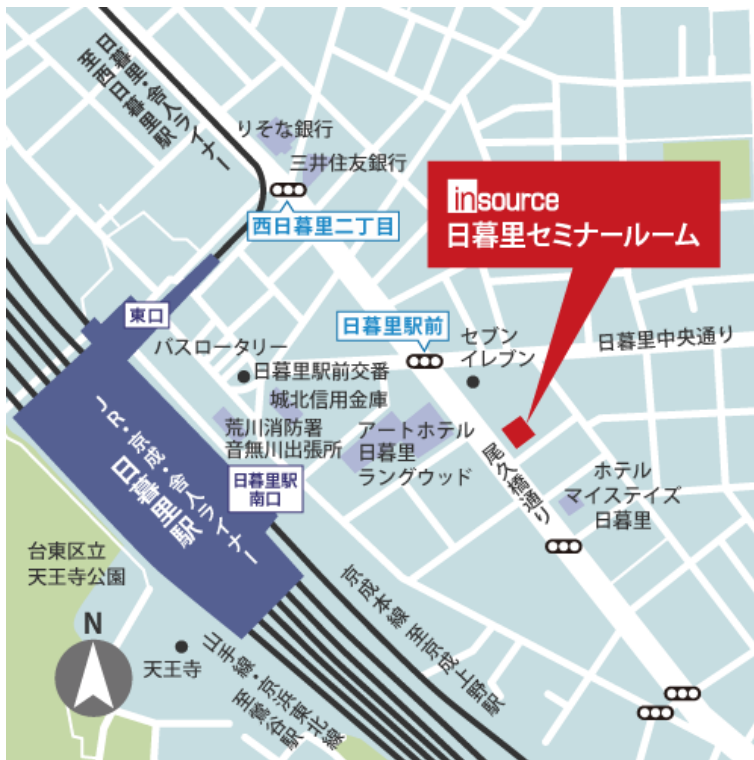 至西日暮里駅
日暮里・舎人ライナー
りそな銀行
三井住友銀行
西日暮里二丁目
insource
日暮里セミナールーム
東口
バスロータリー
日暮里駅前
セブン
イレブン
日暮里中央通り
日暮里駅前交番
城北信用金庫
荒川消防署
音無川出張所
アートホテル
日暮里
ラングウッド
尾久橋通り
ホテル
マイステイズ
日暮里
日暮里駅
南口
JR・京成・舎人ライナー
日暮里駅
台東区立
天王寺公園
N
天王寺
京成本線 至京成上野駅
山手線・京浜東北線
至鶯谷駅